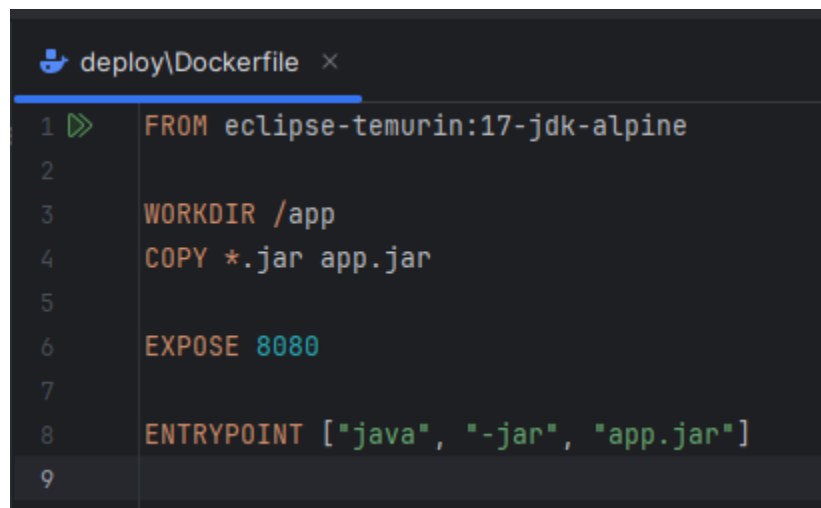 deploy\Dockerfile ×
1 FROM eclipse-temurin:17-jdk-alpine
2
3 WORKDIR /app
4 COPY *.jar app.jar
5
6 EXPOSE 8080
7
8 ENTRYPOINT ["java", "-jar", "app.jar"]
9